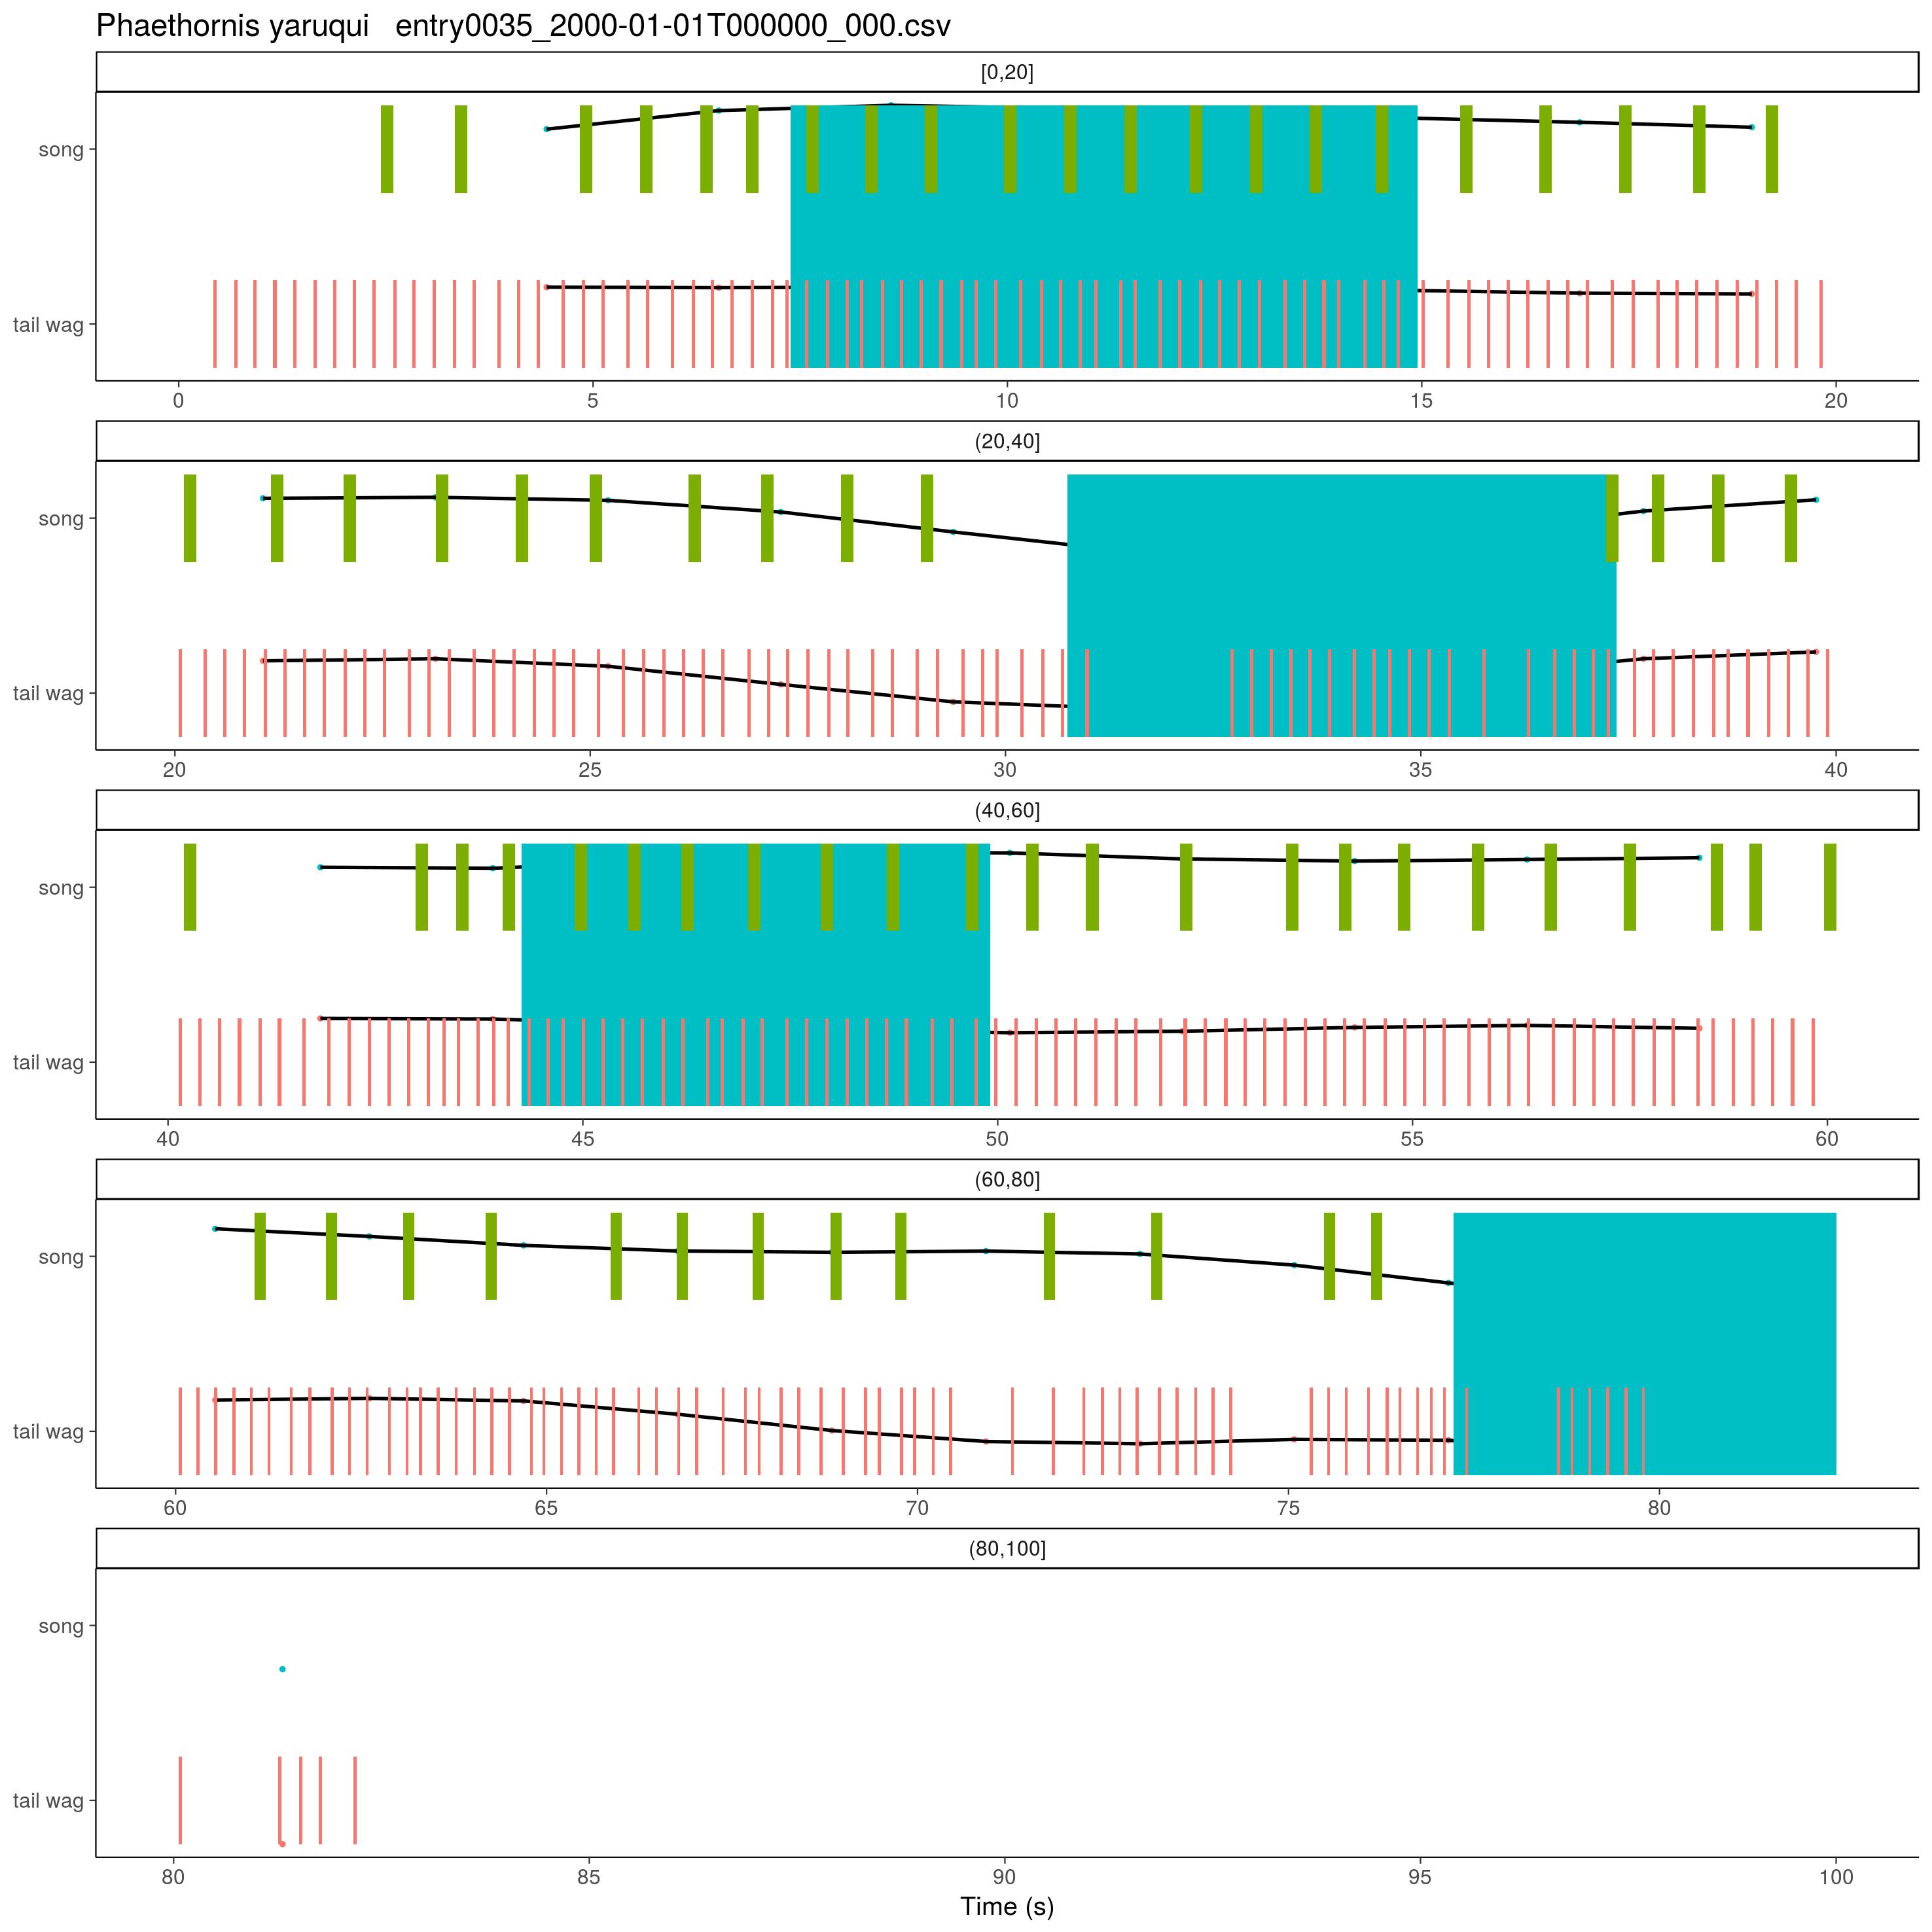 Phaethornis yaruqui   entry0035_2000-01-01T000000_000.csv
[0,20]
song
tail wag
0 5 10 15 20
(20,40]
song
tail wag
20 25 30 35 40
(40,60]
song
tail wag
40 45 50 55 60
(60,80]
song
tail wag
60 65 70 75 80
(80,100]
song
tail wag
80 85 90 95 100
Time (s)